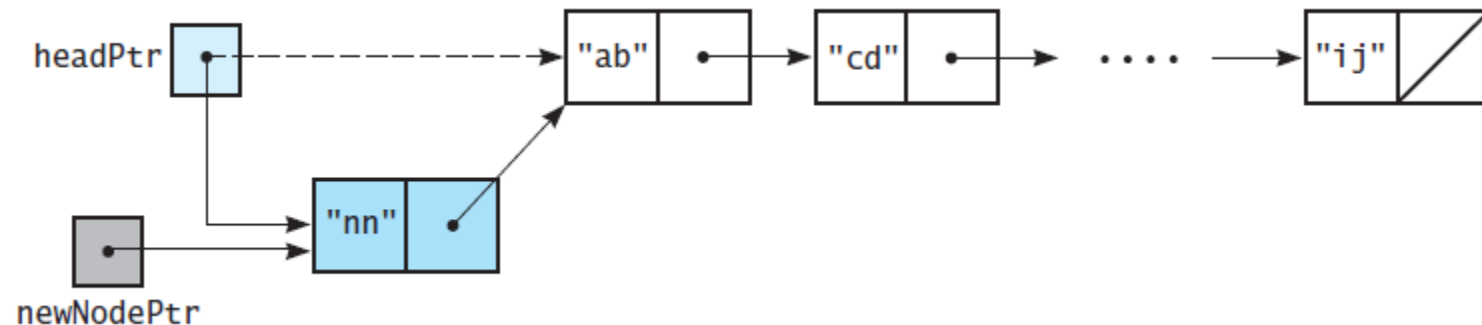 headPtr "ab" "cd" .... "ij"
"nn"
newNodePtr